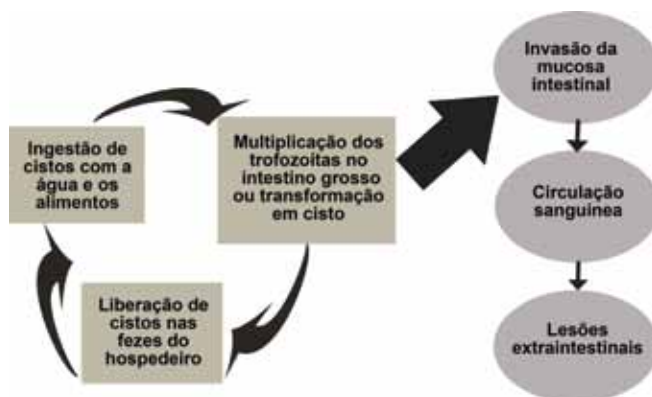 Ingestão de
cistos com a
água e os
alimentos
Multiplicação dos
trofozoítas no
intestino grosso
ou transformação
em cisto
Liberação de
cistos nas
fezes do
hospedeiro
Invasão da
mucosa
intestinal
Circulação
sanguinea
Lesões
extraintestinais